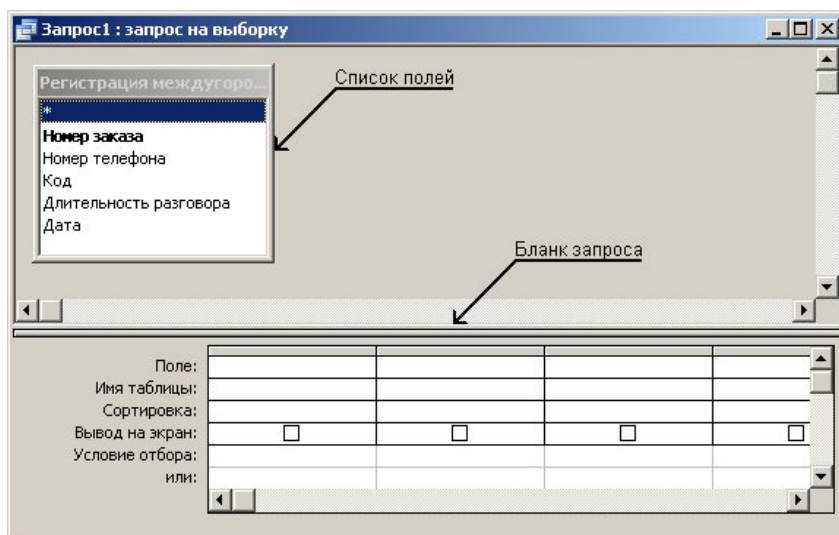 Запрос1 : запрос на выборку
Регистрация междугоро...
Список полей
*
Номер заказа
Номер телефона
Код
Длительность разговора
Дата
Бланк запроса
Поле:
Имя таблицы:
Сортировка:
Вывод на экран:
Условие отбора:
или: